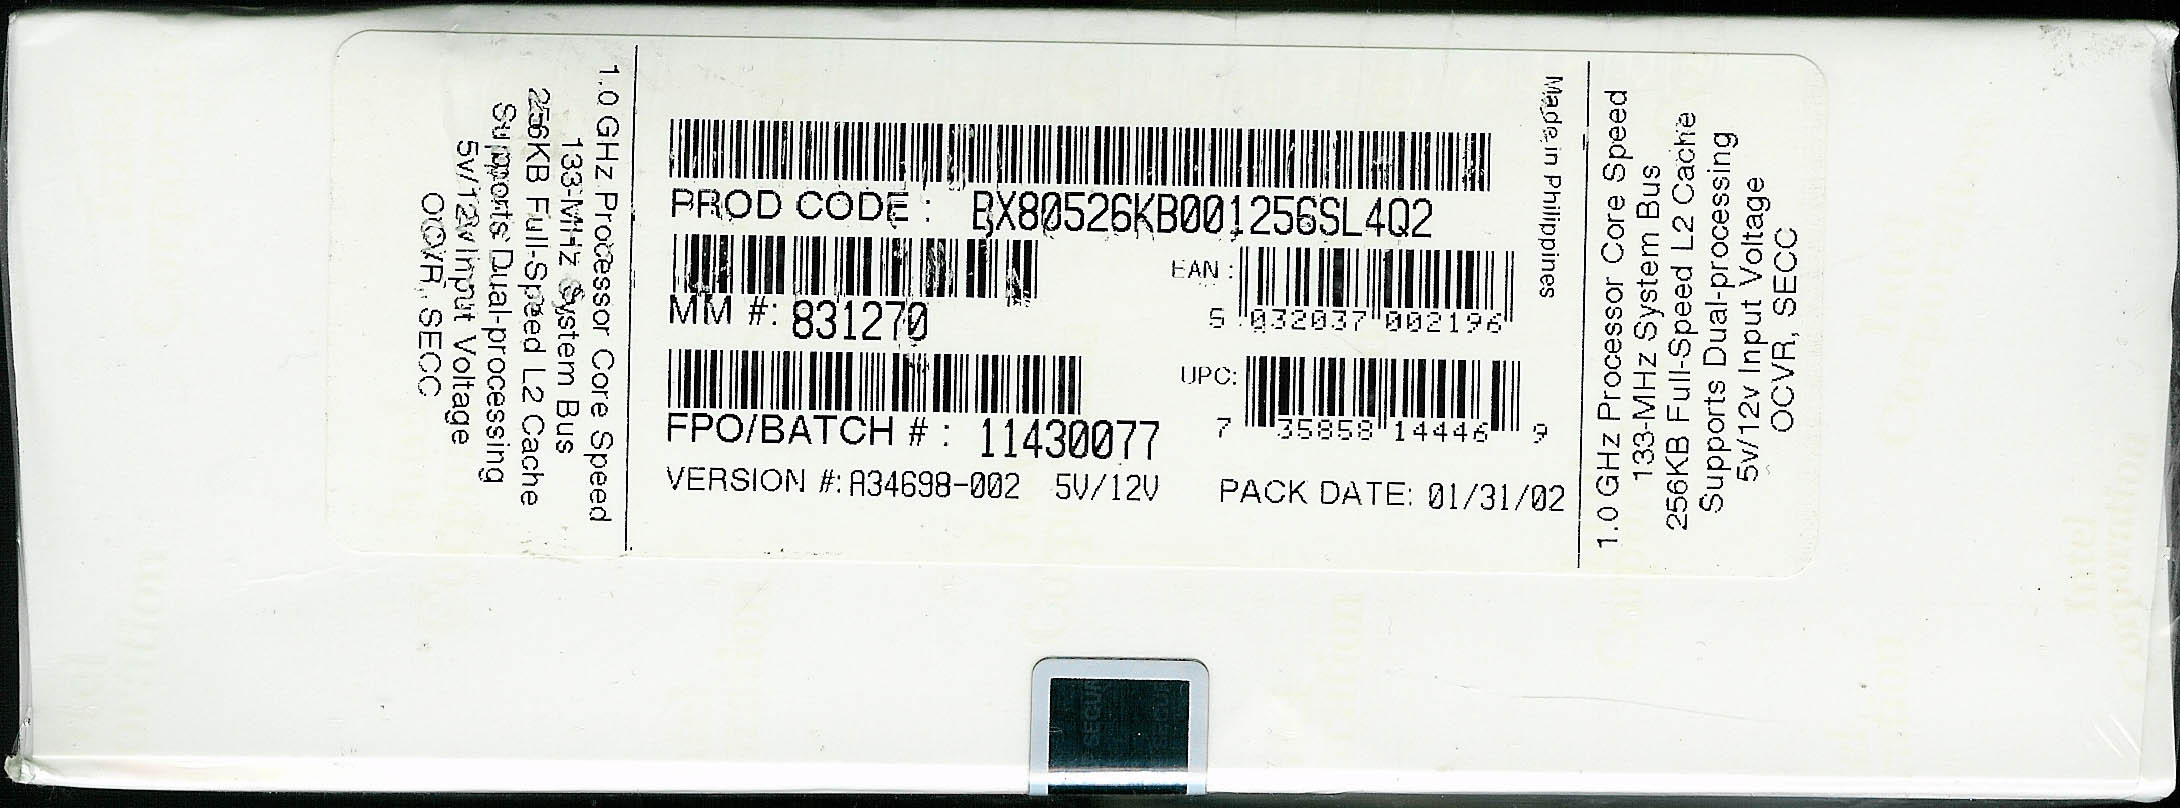 1.0 GHz Processor Core Speed
133-MHz System Bus
256KB Full-Speed L2 Cache
Supports Dual-processing
5v/12v Input Voltage
OCVR, SECC
PROD CODE: BX80526KB001256SL4Q2
MM #: 831270
EAN:
5 032037 002196
FPO/BATCH #: 11430077
UPC:
7 35858 14446 9
VERSION #: A34698-002 5V/12V
PACK DATE: 01/31/02
Made in Philippines
1.0 GHz Processor Core Speed
133-MHz System Bus
256KB Full-Speed L2 Cache
Supports Dual-processing
5v/12v Input Voltage
OCVR, SECC
Intel
Corporation